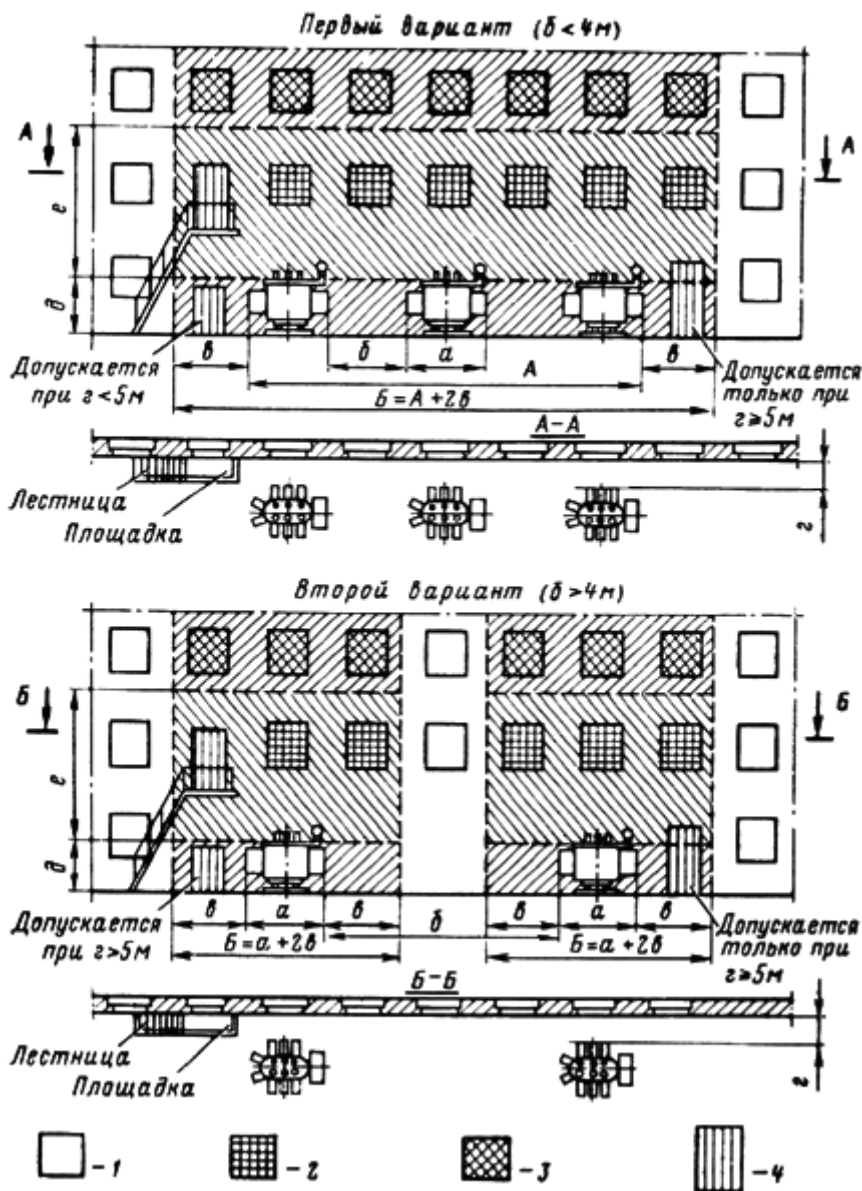 Первый вариант (б < 4м)
А
А
е
д
в
б
а
А
в
Б = А + 2в
Допускается
при г < 5м
Допускается
только при
г ⩾ 5м
А – А
Лестница
Площадка
г
Второй вариант (б > 4м)
Б
Б
е
д
в
а
в
б
в
а
в
Б = а + 2в
Б = а + 2в
Допускается
при г > 5м
Допускается
только при
г ⩾ 5м
Б – Б
Лестница
Площадка
г
– 1
– 2
– 3
– 4